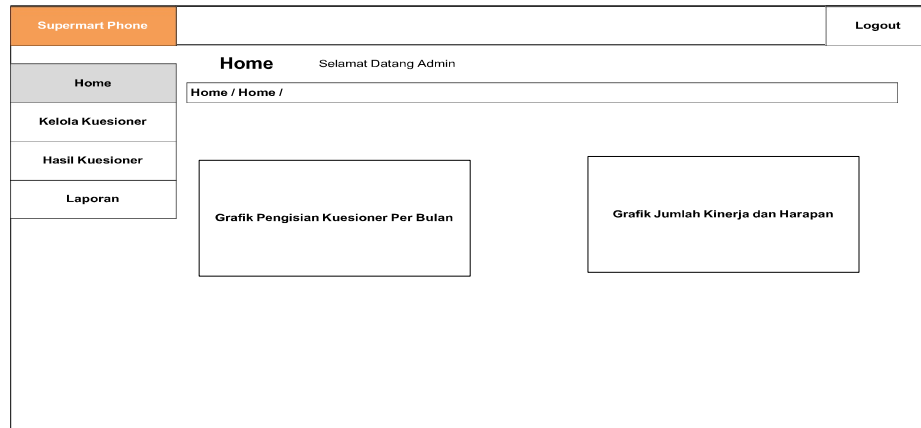 Supermart Phone
Logout
Home
Selamat Datang Admin
Home
Home / Home /
Kelola Kuesioner
Hasil Kuesioner
Laporan
Grafik Pengisian Kuesioner Per Bulan
Grafik Jumlah Kinerja dan Harapan